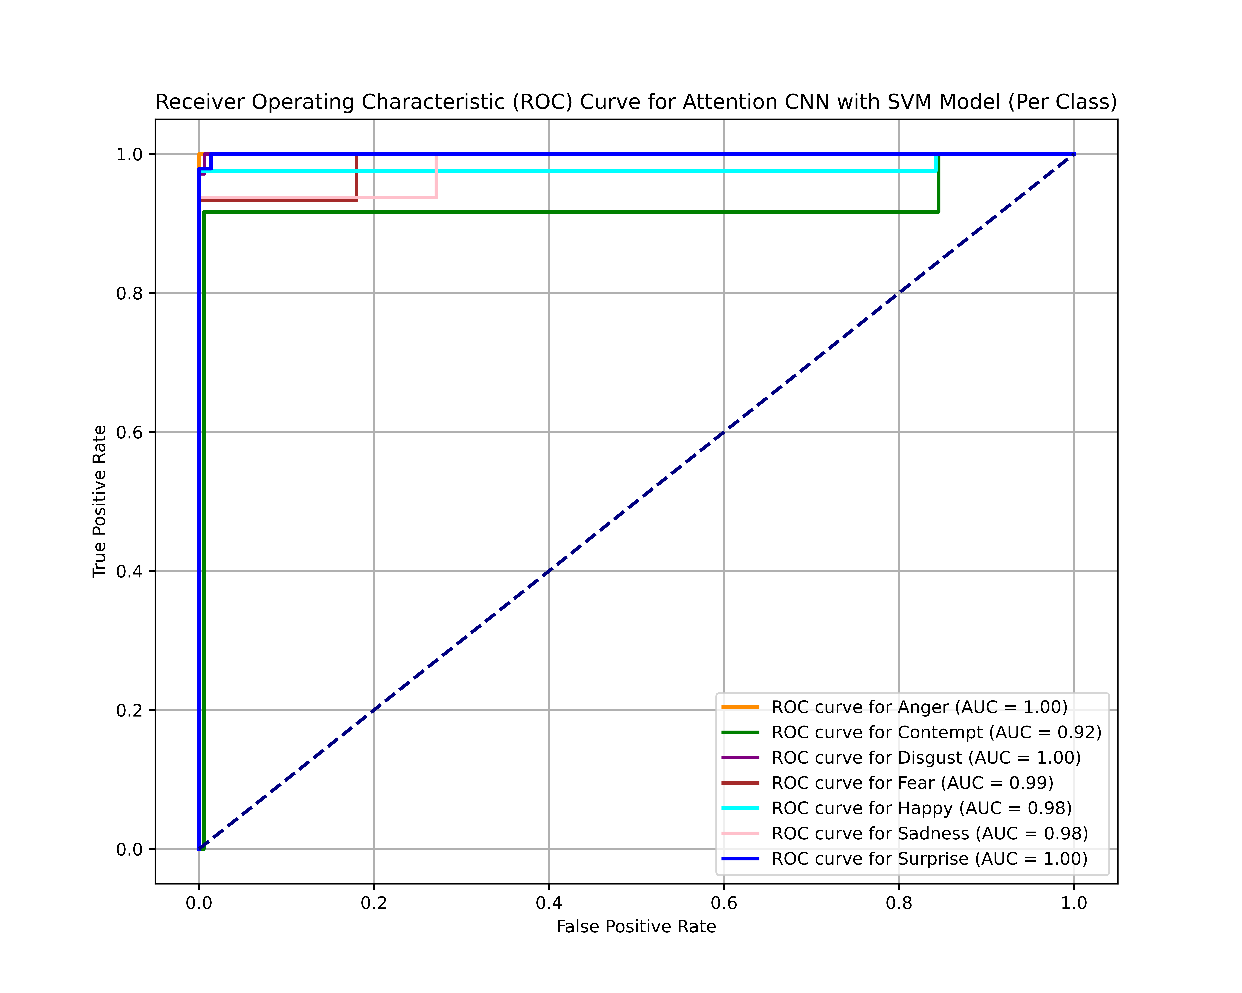 Receiver Operating Characteristic (ROC) Curve for Attention CNN with SVM Model (Per Class)
True Positive Rate
1.0
0.8
0.6
0.4
0.2
0.0
ROC curve for Anger (AUC = 1.00)
ROC curve for Contempt (AUC = 0.92)
ROC curve for Disgust (AUC = 1.00)
ROC curve for Fear (AUC = 0.99)
ROC curve for Happy (AUC = 0.98)
ROC curve for Sadness (AUC = 0.98)
ROC curve for Surprise (AUC = 1.00)
0.0 0.2 0.4 0.6 0.8 1.0
False Positive Rate